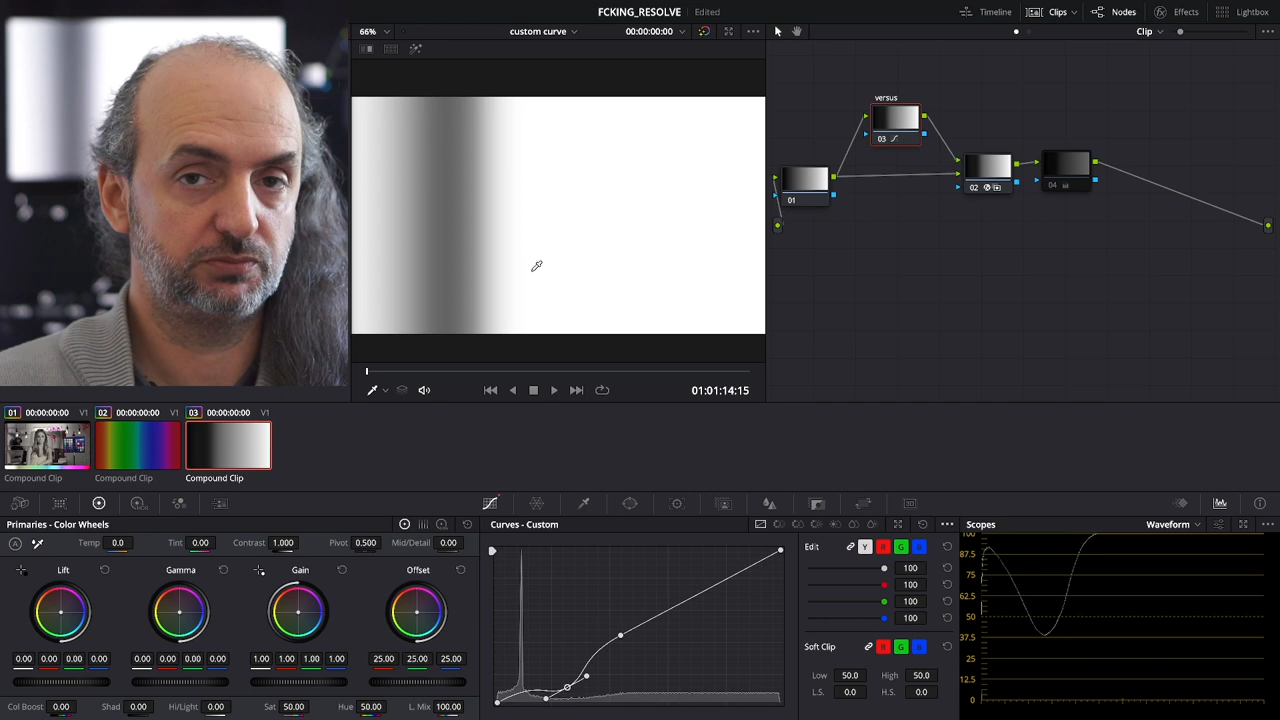 FCKING_RESOLVE Edited Timeline Clips Nodes Effects Lightbox
66% custom curve 00:00:00:00 Clip
versus
03
01
02
04
01:01:14:15
01 00:00:00:00 V1 02 00:00:00:00 V1 03 00:00:00:00 V1
Compound Clip Compound Clip Compound Clip
Primaries - Color Wheels Curves - Custom Scopes Waveform
Temp 0.0 Tint 0.00 Contrast 1.000 Pivot 0.500 Mid/Detail 0.00
Edit Y R G B
Lift Gamma Gain Offset
100
100
100
100
Soft Clip R G B
0.00 0.00 0.00 0.00 0.00 0.00 0.00 0.00 1.00 1.00 1.00 1.00 25.00 25.00 25.00
Low 50.0 High 50.0
L.S. 0.0 H.S. 0.0
Col Boost 0.00 Shad 0.00 Hi/Light 0.00 Sat 50.00 Hue 50.00 L. Mix 100.00
100
87.5
75
62.5
50
37.5
25
12.5
0